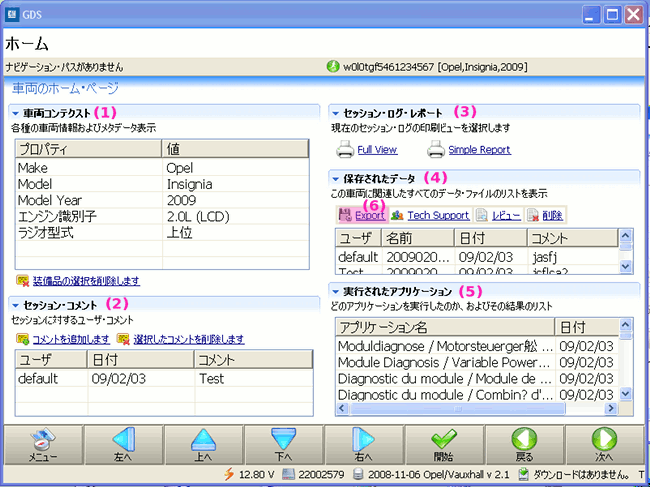 GDS
ホーム
ナビゲーション・パスがありません
w0l0tgf5461234567 [Opel,Insignia,2009]
車両のホーム・ページ
車両コンテクスト (1)
各種の車両情報およびメタデータ表示
プロパティ 値
Make Opel
Model Insignia
Model Year 2009
エンジン識別子 2.0L (LCD)
ラジオ型式 上位
装備品の選択を削除します
セッション・コメント (2)
セッションに対するユーザ・コメント
コメントを追加します 選択したコメントを削除します
ユーザ 日付 コメント
default 09/02/03 Test
セッション・ログ・レポート (3)
現在のセッション・ログの印刷ビューを選択します
Full View Simple Report
保存されたデータ (4)
この車両に関連したすべてのデータ・ファイルのリストを表示
(6)
Export Tech Support レビュー 削除
ユーザ 名前 日付 コメント
default 2009020... 09/02/03 jasfj
Test 2009020... 09/02/03
実行されたアプリケーション (5)
どのアプリケーションを実行したのか、およびその結果のリスト
アプリケーション名 日付
Moduldiagnose / Motorsteuerger舩 ... 09/02/03
Module Diagnosis / Variable Power... 09/02/03
Diagnostic du module / Module de ... 09/02/03
Diagnostic du module / Combin? d'... 09/02/03
メニュー 左へ 上へ 下へ 右へ 開始 戻る 次へ
12.80 V 22002579 2008-11-06 Opel/Vauxhall v 2.1 ダウンロードはありません。 T